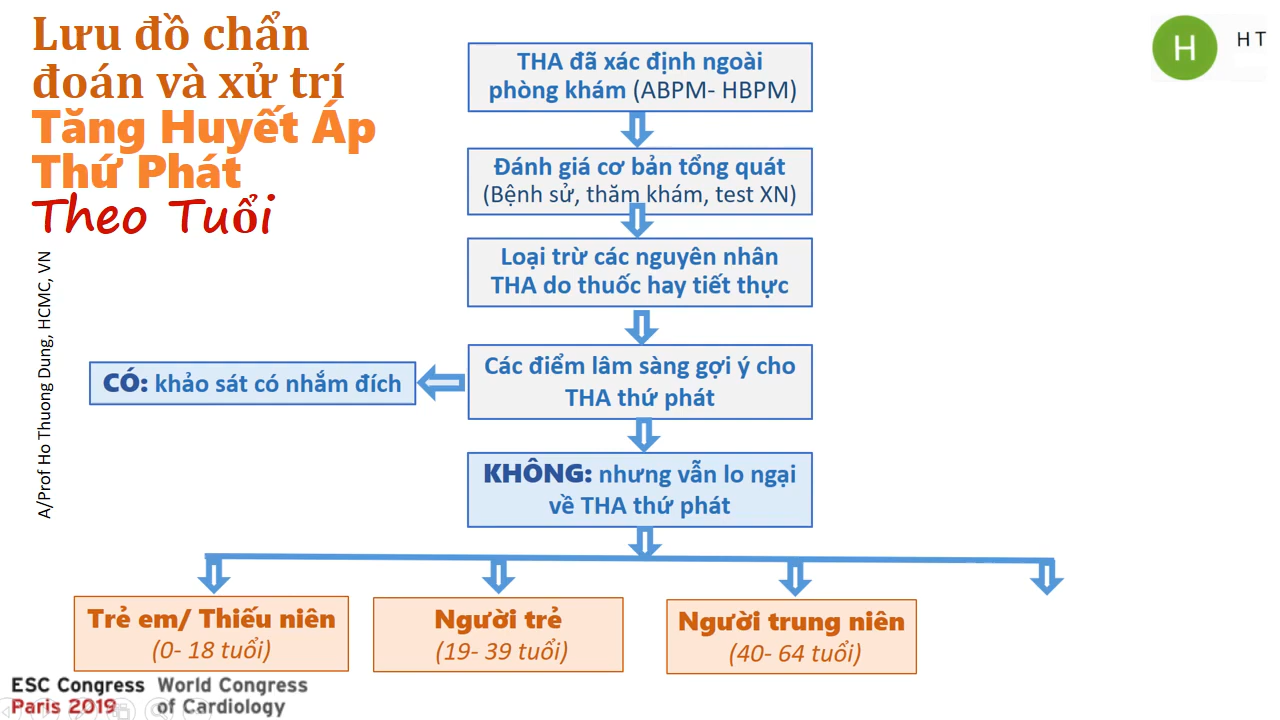 Lưu đồ chẩn
đoán và xử trí
Tăng Huyết Áp
Thứ Phát
Theo Tuổi
A/Prof Ho Thuong Dung, HCMC, VN
H
H T
THA đã xác định ngoài
phòng khám (ABPM- HBPM)
Đánh giá cơ bản tổng quát
(Bệnh sử, thăm khám, test XN)
Loại trừ các nguyên nhân
THA do thuốc hay tiết thực
Các điểm lâm sàng gợi ý cho
THA thứ phát
CÓ: khảo sát có nhắm đích
KHÔNG: nhưng vẫn lo ngại
về THA thứ phát
Trẻ em/ Thiếu niên
(0- 18 tuổi)
Người trẻ
(19- 39 tuổi)
Người trung niên
(40- 64 tuổi)
ESC Congress
Paris 2019
World Congress
of Cardiology